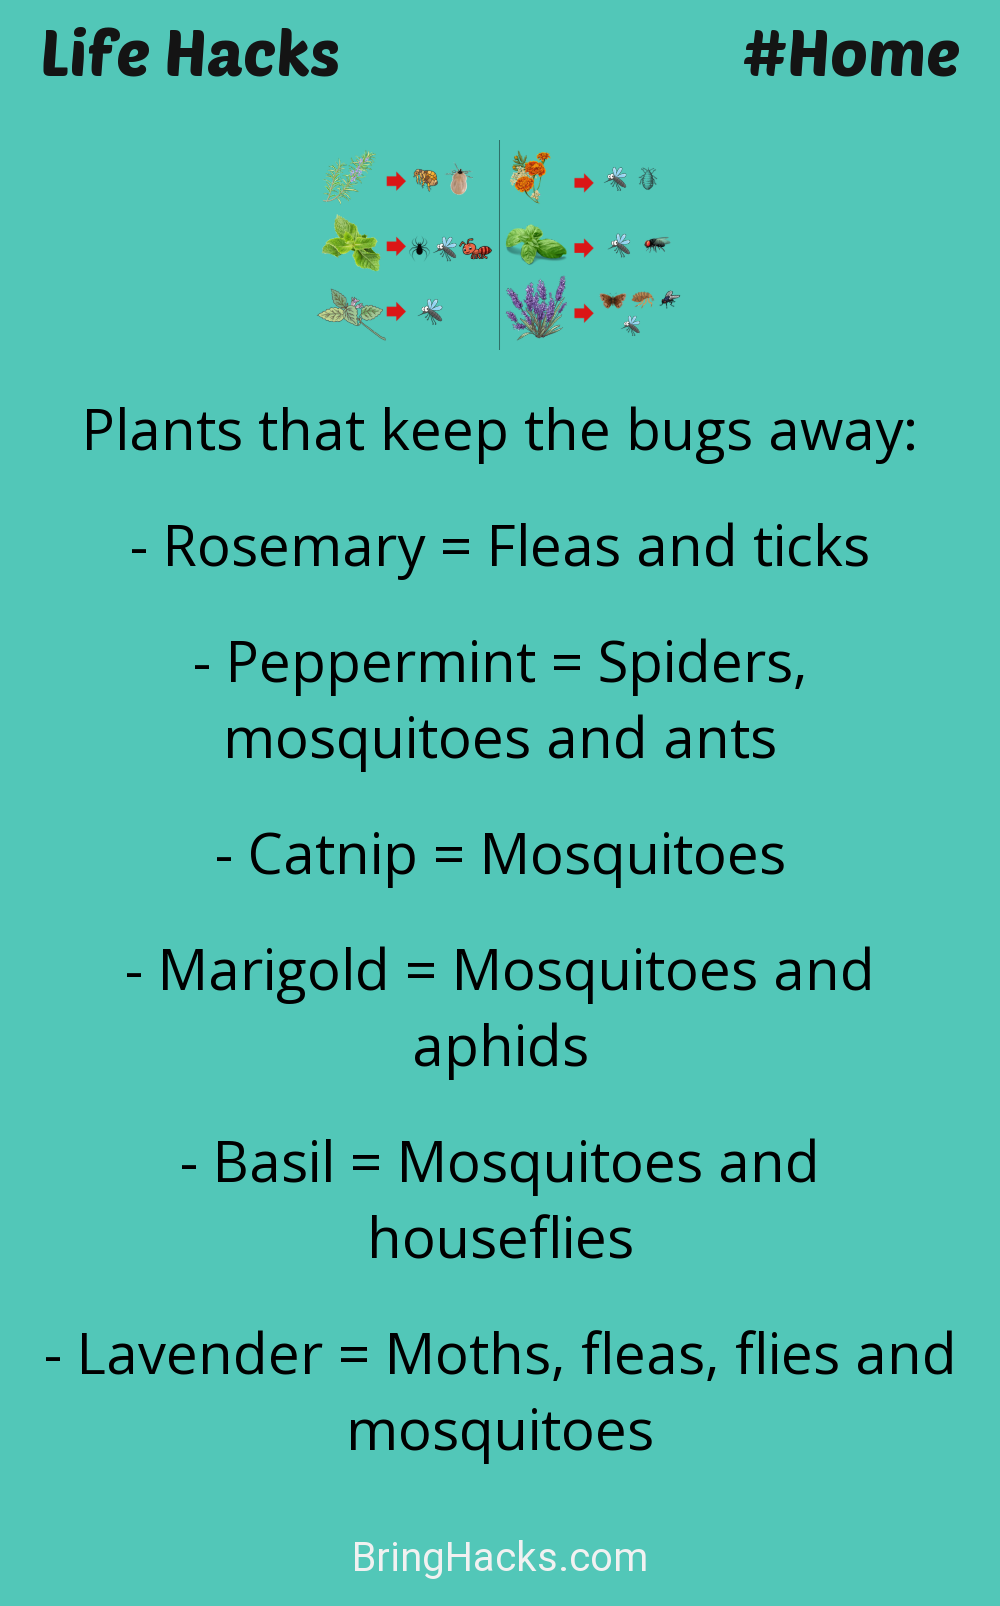 Life Hacks
#Home
Plants that keep the bugs away:
- Rosemary = Fleas and ticks
- Peppermint = Spiders,
mosquitoes and ants
- Catnip = Mosquitoes
- Marigold = Mosquitoes and
aphids
- Basil = Mosquitoes and
houseflies
- Lavender = Moths, fleas, flies and
mosquitoes
BringHacks.com